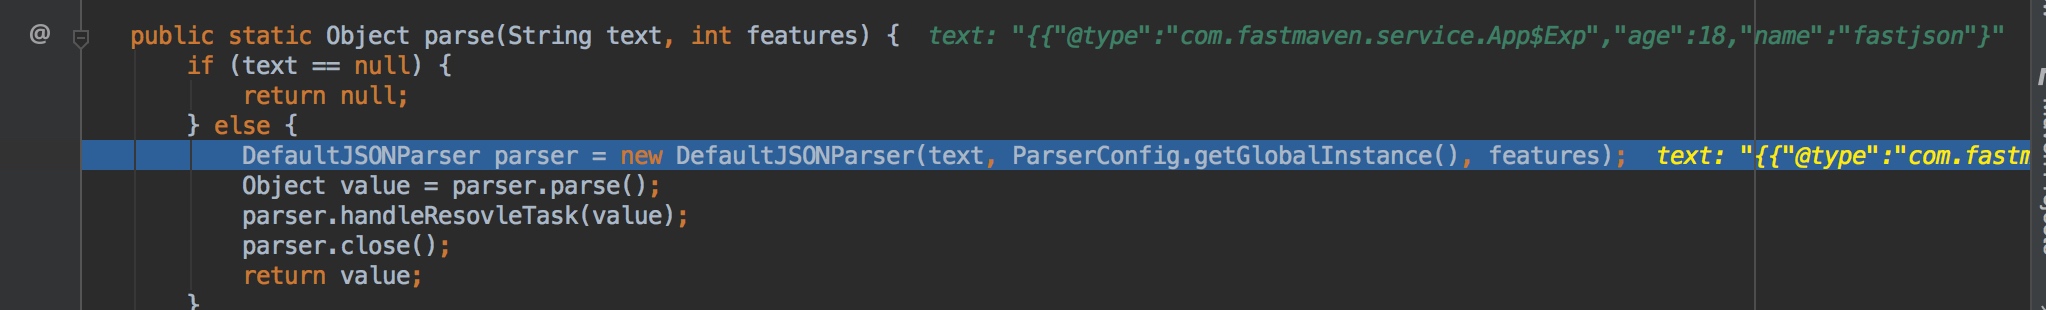 @ public static Object parse(String text, int features) { text: "{{"@type":"com.fastmaven.service.App$Exp","age":18,"name":"fastjson"}"
if (text == null) {
return null;
} else {
DefaultJSONParser parser = new DefaultJSONParser(text, ParserConfig.getGlobalInstance(), features); text: "{{"@type":"com.fastm
Object value = parser.parse();
parser.handleResovleTask(value);
parser.close();
return value;
}